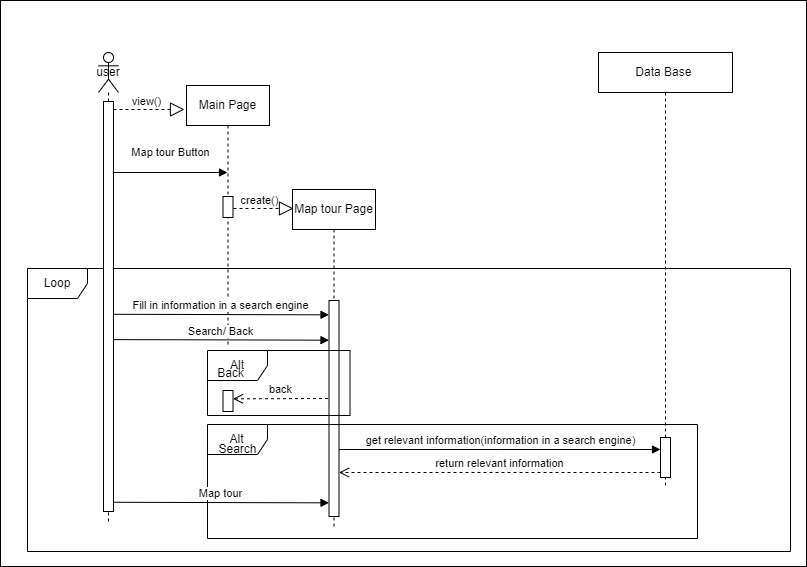 user
Data Base
view()
Main Page
Map tour Button
create()
Map tour Page
Loop
Fill in information in a search engine
Search/ Back
Alt
Back
back
Alt
Search
get relevant information(information in a search engine)
return relevant information
Map tour